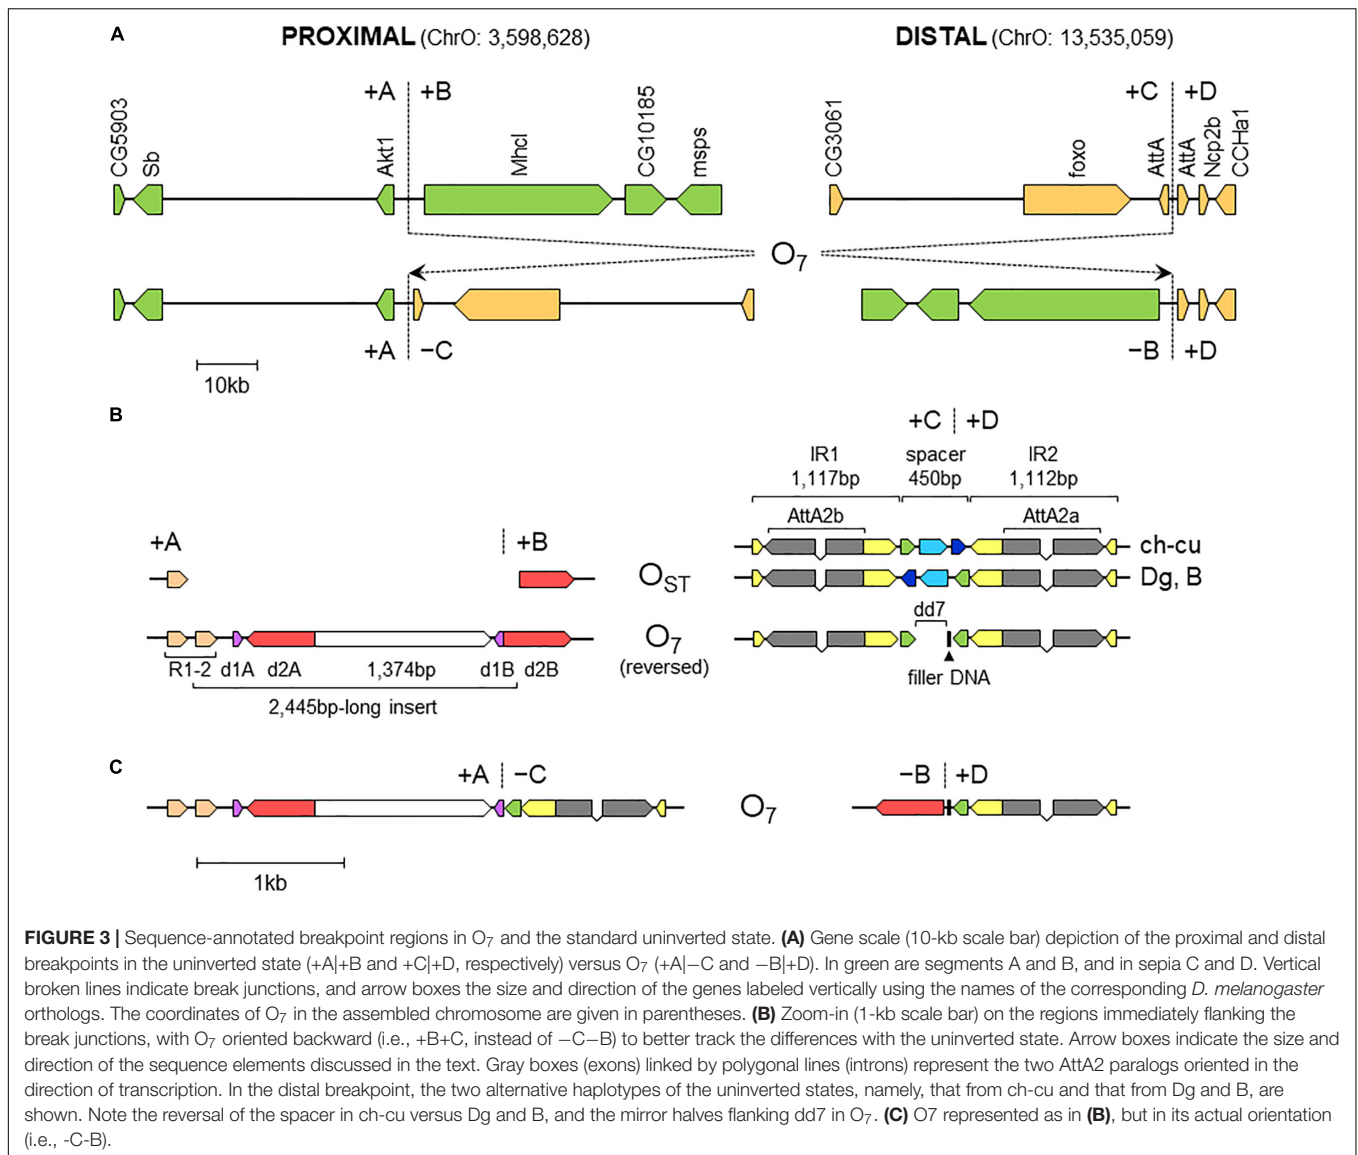 A
PROXIMAL (ChrO: 3,598,628)
DISTAL (ChrO: 13,535,059)
+A
+B
+C
+D
CG5903
Sb
Akt1
Mhcl
CG10185
msps
CG3061
foxo
AttA
AttA
Ncp2b
CCHa1
O7
+A
−C
−B
+D
10kb
B
+C
+D
IR1
spacer
IR2
1,117bp
450bp
1,112bp
AttA2b
AttA2a
+A
+B
ch-cu
OST
Dg, B
dd7
O7
(reversed)
R1-2
d1A
d2A
1,374bp
d1B
d2B
filler DNA
2,445bp-long insert
C
+A
−C
−B
+D
O7
1kb
FIGURE 3 | Sequence-annotated breakpoint regions in O7 and the standard uninverted state. (A) Gene scale (10-kb scale bar) depiction of the proximal and distal
breakpoints in the uninverted state (+A|+B and +C|+D, respectively) versus O7 (+A|−C and −B|+D). In green are segments A and B, and in sepia C and D. Vertical
broken lines indicate break junctions, and arrow boxes the size and direction of the genes labeled vertically using the names of the corresponding D. melanogaster
orthologs. The coordinates of O7 in the assembled chromosome are given in parentheses. (B) Zoom-in (1-kb scale bar) on the regions immediately flanking the
break junctions, with O7 oriented backward (i.e., +B+C, instead of −C−B) to better track the differences with the uninverted state. Arrow boxes indicate the size and
direction of the sequence elements discussed in the text. Gray boxes (exons) linked by polygonal lines (introns) represent the two AttA2 paralogs oriented in the
direction of transcription. In the distal breakpoint, the two alternative haplotypes of the uninverted states, namely, that from ch-cu and that from Dg and B, are
shown. Note the reversal of the spacer in ch-cu versus Dg and B, and the mirror halves flanking dd7 in O7. (C) O7 represented as in (B), but in its actual orientation
(i.e., -C-B).